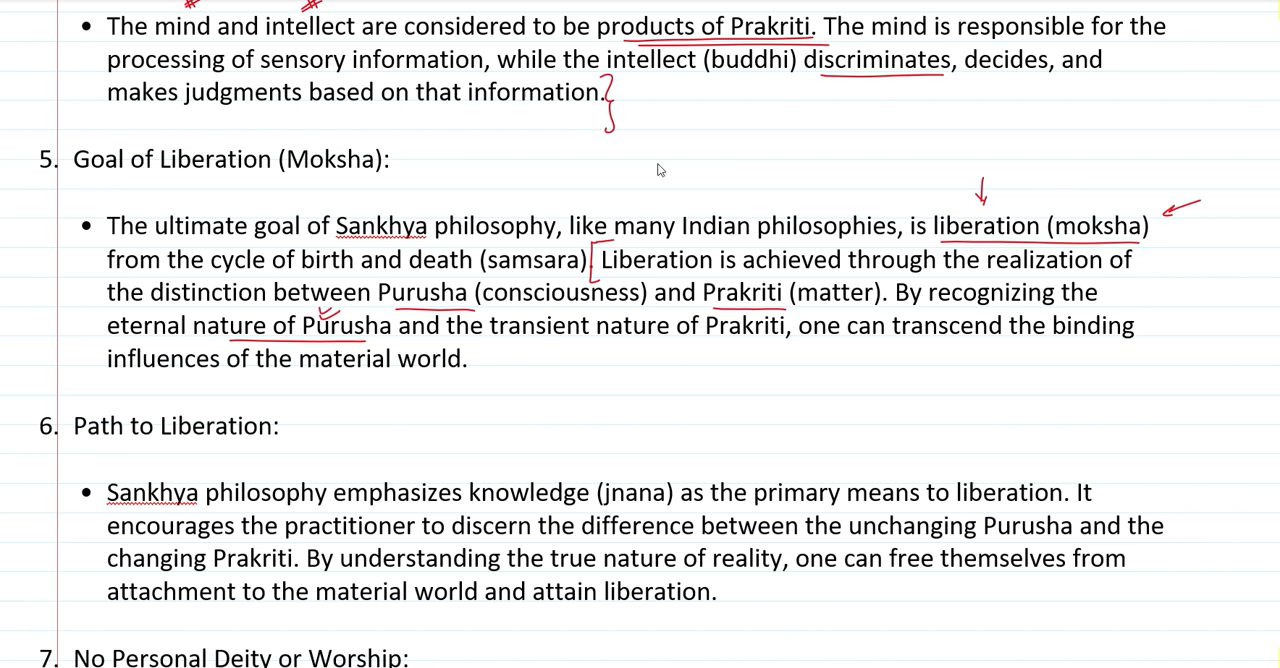 • The mind and intellect are considered to be products of Prakriti. The mind is responsible for the
processing of sensory information, while the intellect (buddhi) discriminates, decides, and
makes judgments based on that information.
5. Goal of Liberation (Moksha):
• The ultimate goal of Sankhya philosophy, like many Indian philosophies, is liberation (moksha)
from the cycle of birth and death (samsara). Liberation is achieved through the realization of
the distinction between Purusha (consciousness) and Prakriti (matter). By recognizing the
eternal nature of Purusha and the transient nature of Prakriti, one can transcend the binding
influences of the material world.
6. Path to Liberation:
• Sankhya philosophy emphasizes knowledge (jnana) as the primary means to liberation. It
encourages the practitioner to discern the difference between the unchanging Purusha and the
changing Prakriti. By understanding the true nature of reality, one can free themselves from
attachment to the material world and attain liberation.
7. No Personal Deity or Worship: